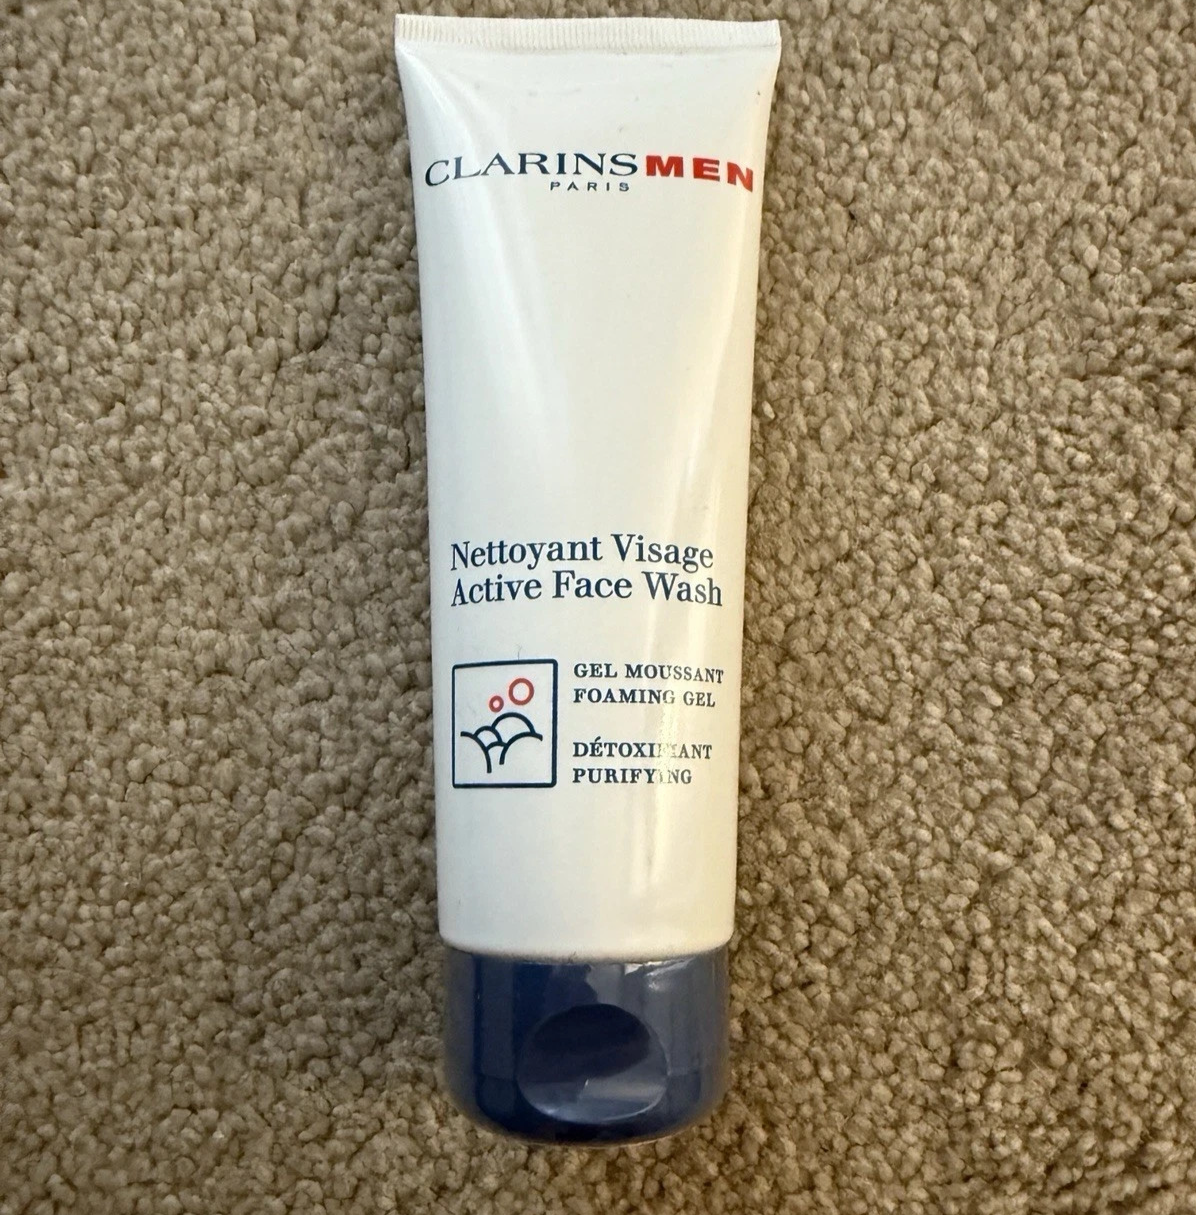 CLARINSMEN
PARIS
Nettoyant Visage
Active Face Wash
GEL MOUSSANT
FOAMING GEL
DÉTOXIFIANT
PURIFYING